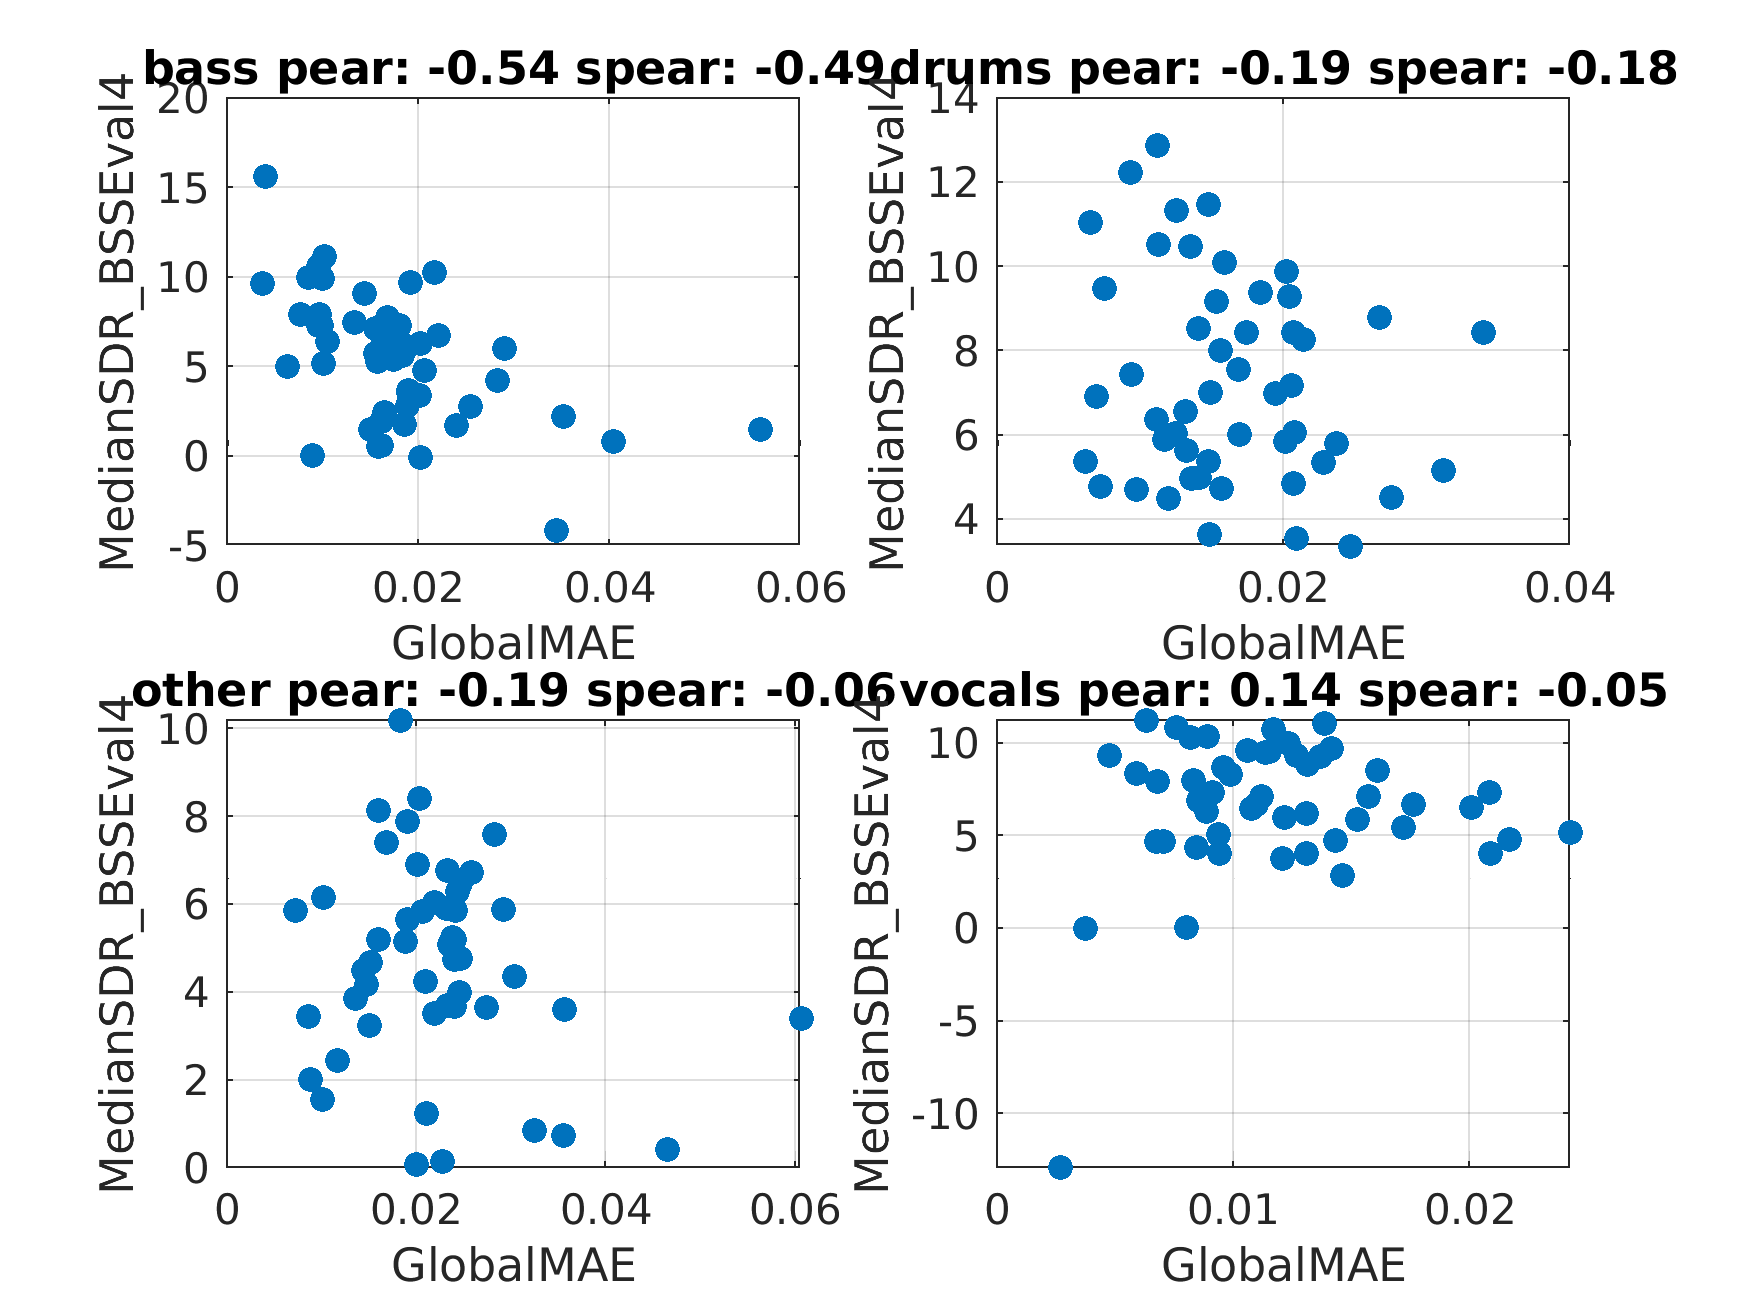 bass pear: -0.54 spear: -0.49
MedianSDR_BSSEval4
20
15
10
5
0
-5
0 0.02 0.04 0.06
GlobalMAE
drums pear: -0.19 spear: -0.18
MedianSDR_BSSEval4
14
12
10
8
6
4
0 0.02 0.04
GlobalMAE
other pear: -0.19 spear: -0.06
MedianSDR_BSSEval4
10
8
6
4
2
0
0 0.02 0.04 0.06
GlobalMAE
vocals pear: 0.14 spear: -0.05
MedianSDR_BSSEval4
10
5
0
-5
-10
0 0.01 0.02
GlobalMAE